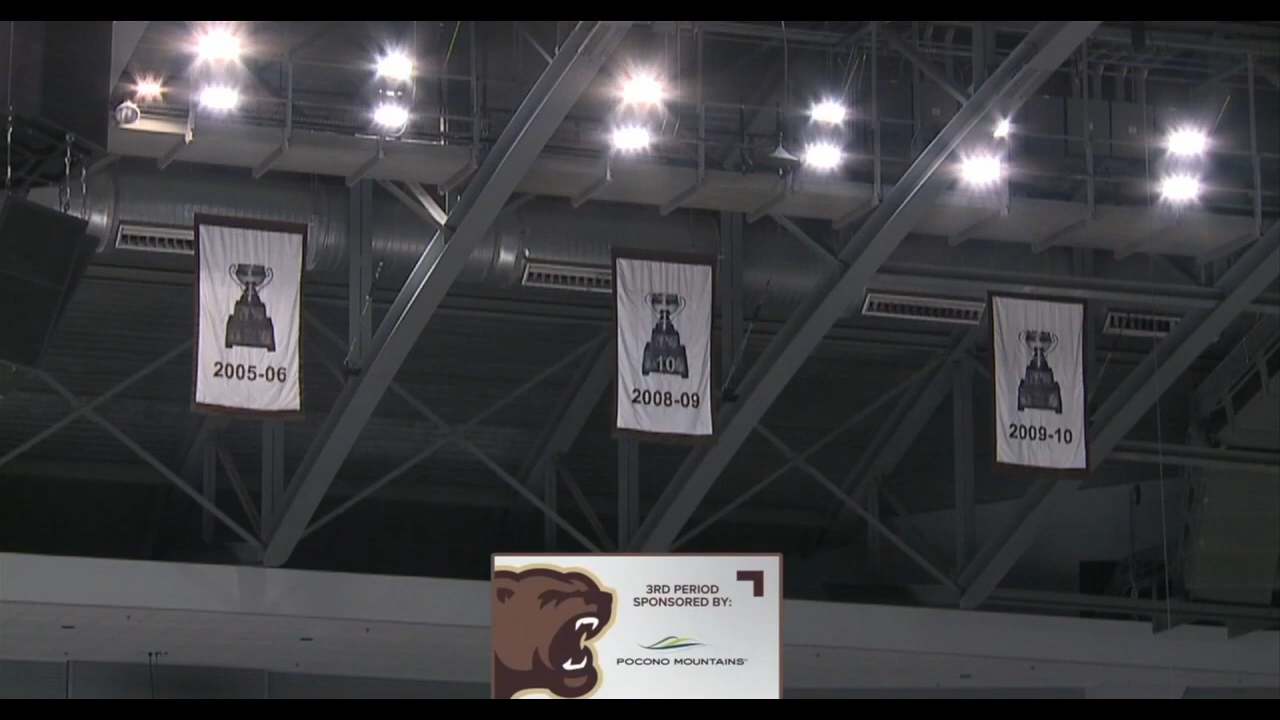 2005-06
10
2008-09
2009-10
3RD PERIOD
SPONSORED BY:
POCONO MOUNTAINS